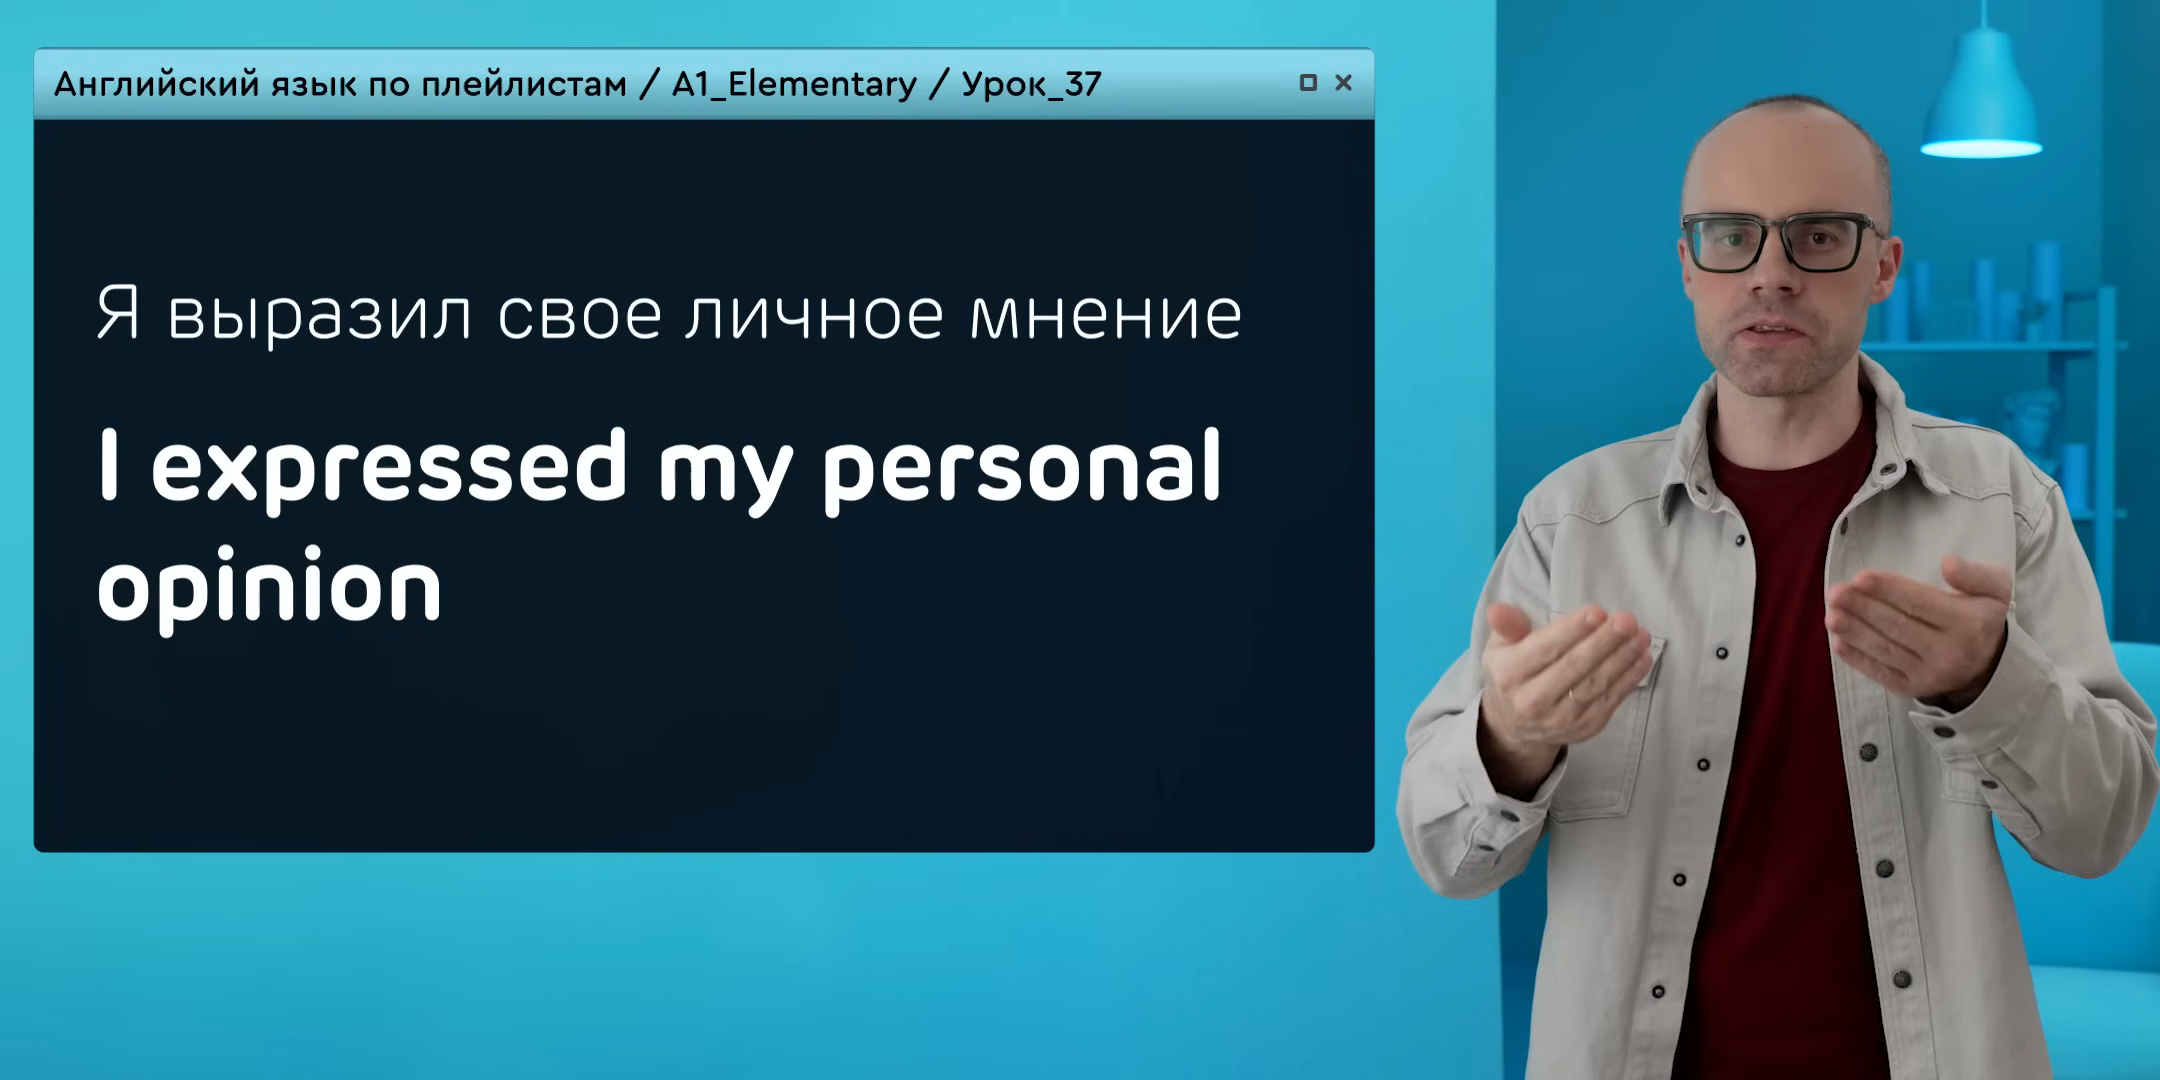 Английский язык по плейлистам / A1_Elementary / Урок_37
Я выразил свое личное мнение
I expressed my personal
opinion